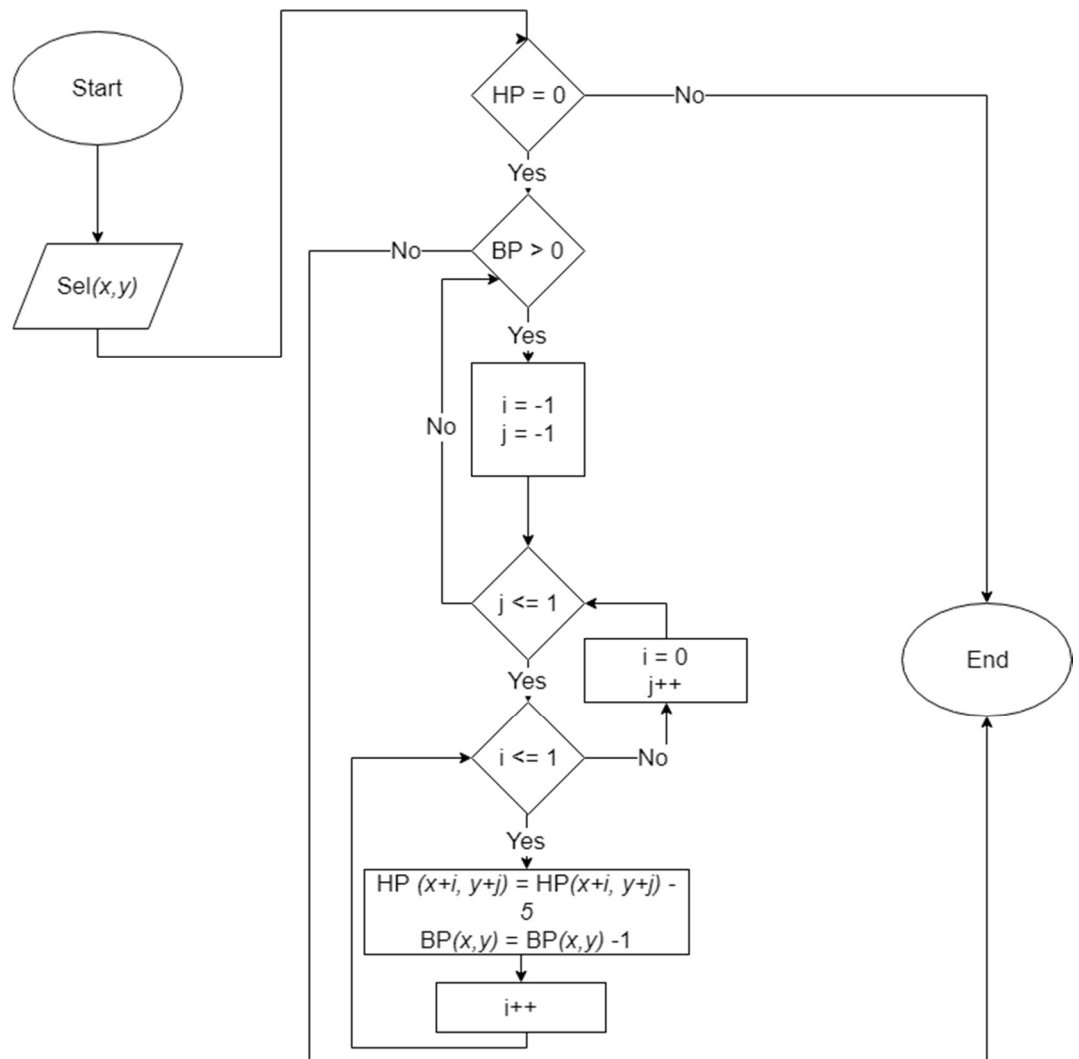 Start
Sel(x,y)
HP = 0
No
Yes
BP > 0
No
Yes
i = -1
j = -1
No
j <= 1
i = 0
j++
End
Yes
i <= 1
No
Yes
HP (x+i, y+j) = HP(x+i, y+j) -
5
BP(x,y) = BP(x,y) -1
i++